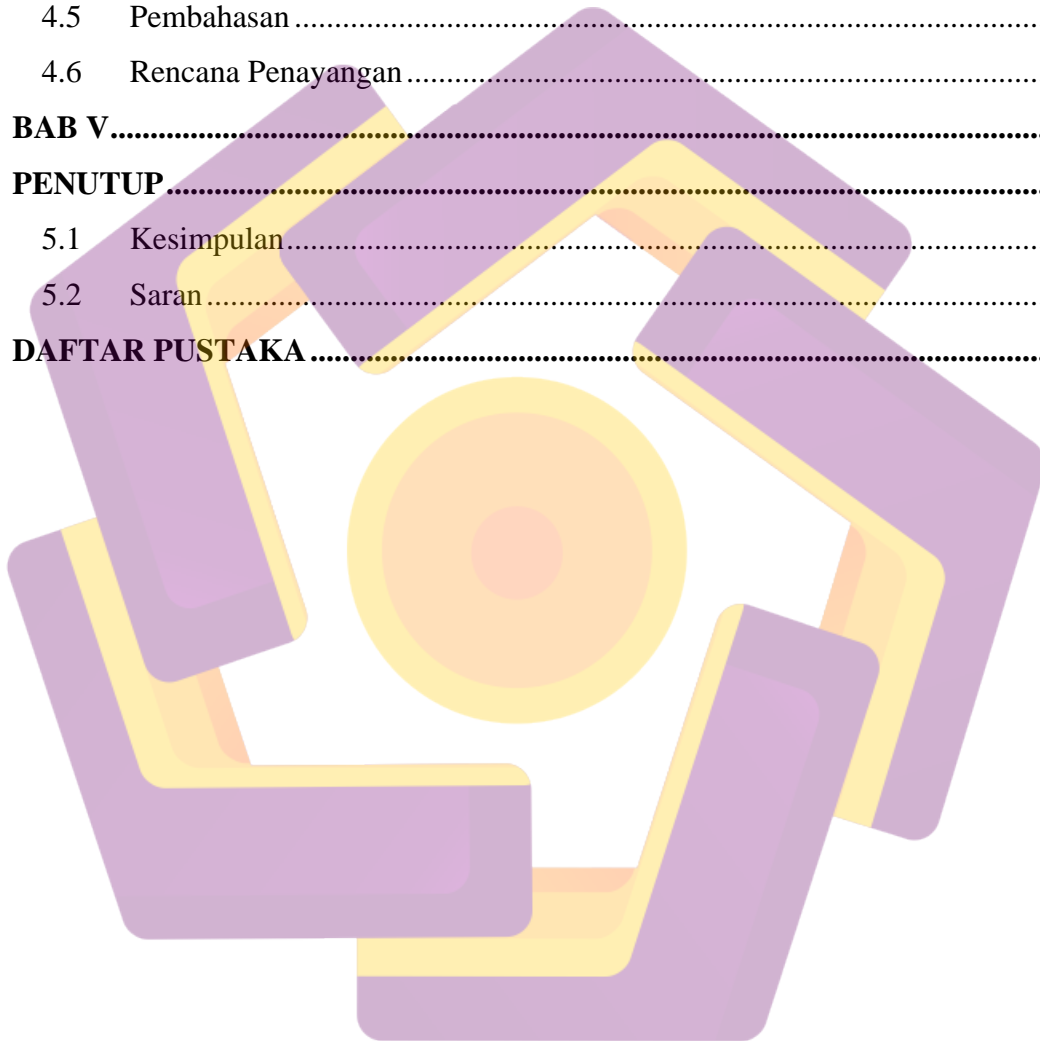 4.5 Pembahasan
4.6 Rencana Penayangan
BAB V
PENUTUP
5.1 Kesimpulan
5.2 Saran
DAFTAR PUSTAKA